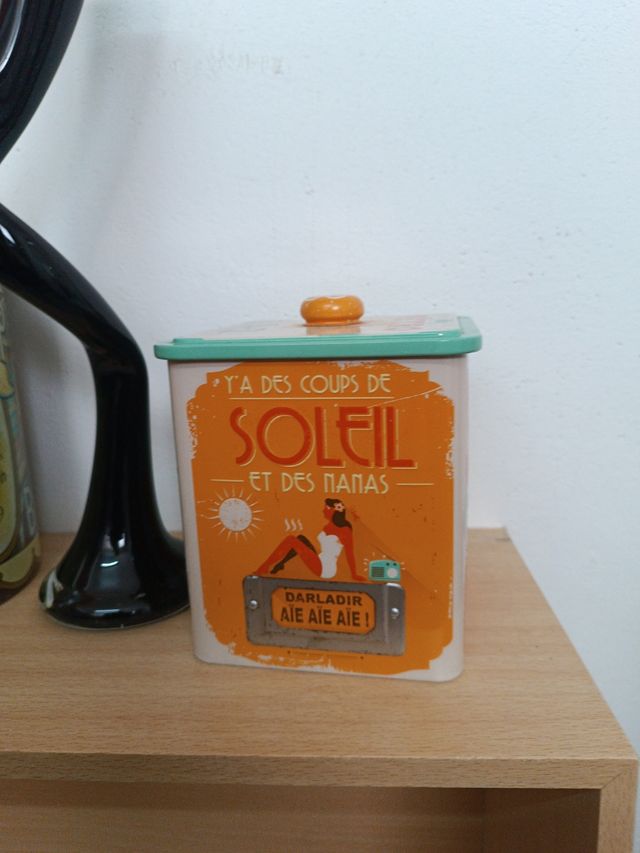 Y'A DES COUPS DE
SOLEIL
ET DES NANAS
DARLADIR
AÏE AÏE AÏE !